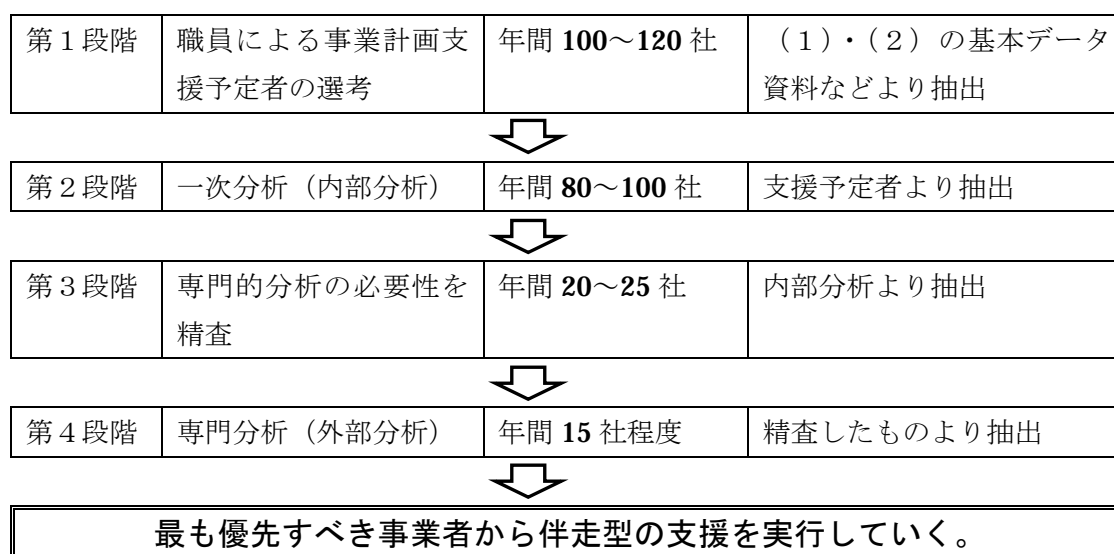 第１段階 職員による事業計画支 年間 100～120 社 （１）・（２）の基本データ
援予定者の選考 資料などより抽出
第２段階 一次分析（内部分析） 年間 80～100 社 支援予定者より抽出
第３段階 専門的分析の必要性を 年間 20～25 社 内部分析より抽出
精査
第４段階 専門分析（外部分析） 年間 15 社程度 精査したものより抽出
最も優先すべき事業者から伴走型の支援を実行していく。